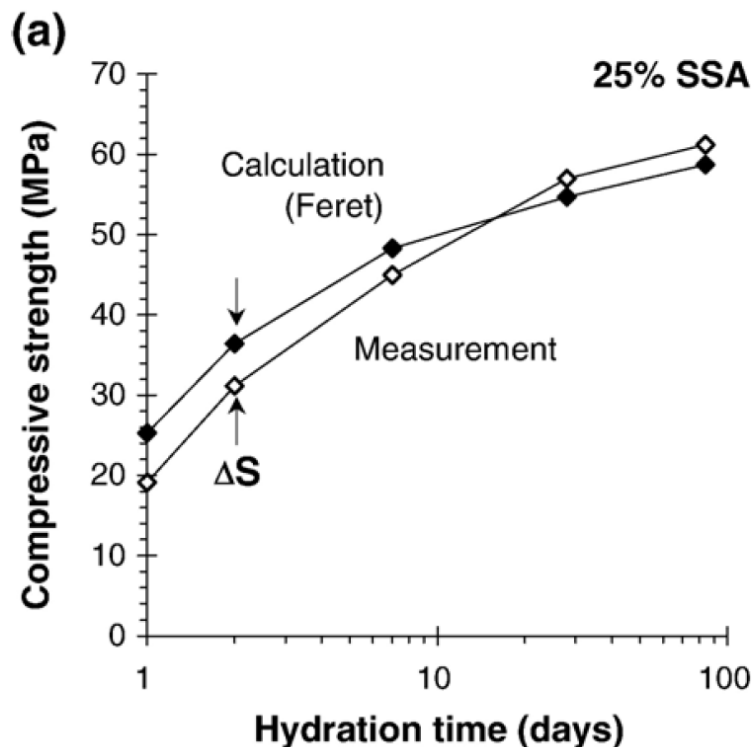 (a)
25% SSA
Compressive strength (MPa)
70
60
50
40
30
20
10
0
Calculation
(Feret)
Measurement
ΔS
1
10
100
Hydration time (days)